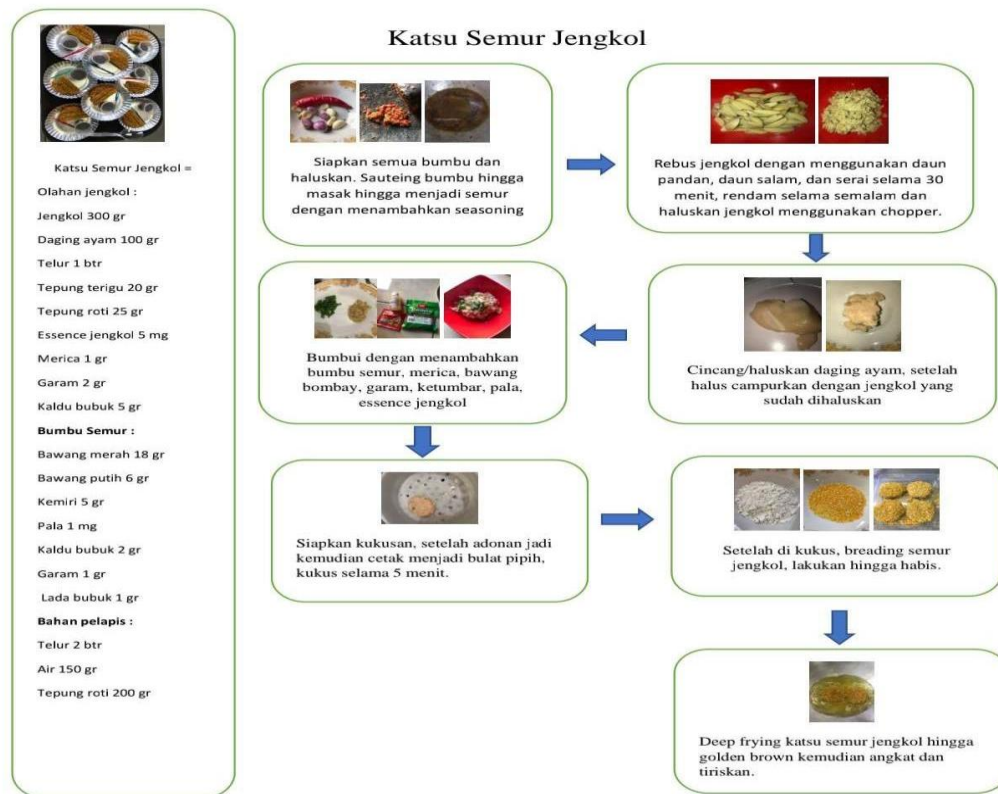 Katsu Semur Jengkol
Katsu Semur Jengkol =
Olahan jengkol :
Jengkol 300 gr
Daging ayam 100 gr
Telur 1 btr
Tepung terigu 20 gr
Tepung roti 25 gr
Essence jengkol 5 mg
Merica 1 gr
Garam 2 gr
Kaldu bubuk 5 gr
Bumbu Semur :
Bawang merah 18 gr
Bawang putih 6 gr
Kemiri 5 gr
Pala 1 mg
Kaldu bubuk 2 gr
Garam 1 gr
Lada bubuk 1 gr
Bahan pelapis :
Telur 2 btr
Air 150 gr
Tepung roti 200 gr
Siapkan semua bumbu dan
haluskan. Sauteing bumbu hingga
masak hingga menjadi semur
dengan menambahkan seasoning
Rebus jengkol dengan menggunakan daun
pandan, daun salam, dan serai selama 30
menit, rendam selama semalam dan
haluskan jengkol menggunakan chopper.
Cincang/haluskan daging ayam, setelah
halus campurkan dengan jengkol yang
sudah dihaluskan
Bumbui dengan menambahkan
bumbu semur, merica, bawang
bombay, garam, ketumbar, pala,
essence jengkol
Siapkan kukusan, setelah adonan jadi
kemudian cetak menjadi bulat pipih,
kukus selama 5 menit.
Setelah di kukus, breading semur
jengkol, lakukan hingga habis.
Deep frying katsu semur jengkol hingga
golden brown kemudian angkat dan
tiriskan.